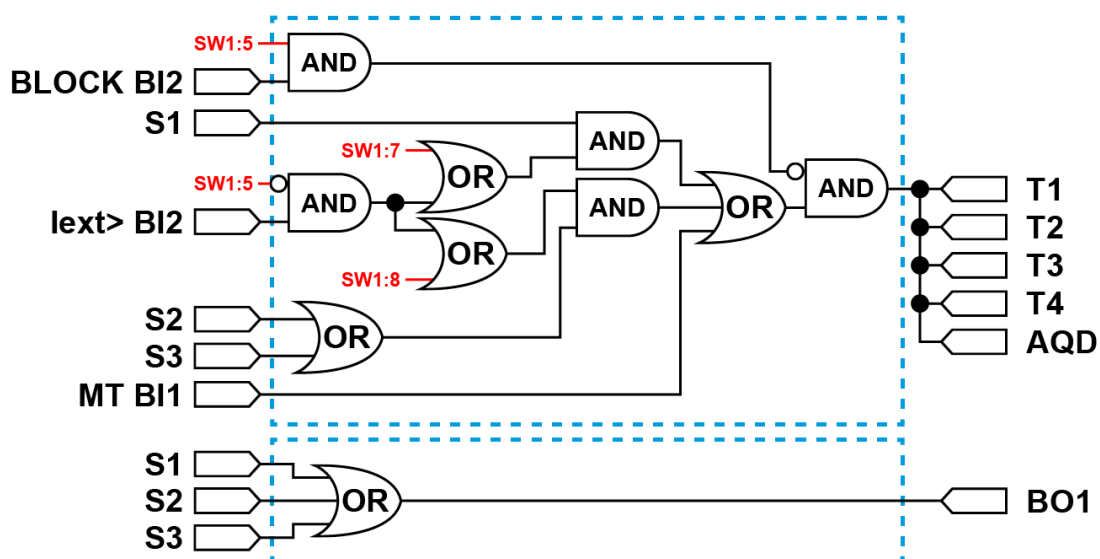 SW1:5
AND
BLOCK BI2
S1
AND
SW1:7
OR
SW1:5
AND
Iext> BI2
AND
OR
AND
OR
SW1:8
T1
T2
T3
T4
AQD
S2
OR
S3
MT BI1
S1
S2
OR
BO1
S3